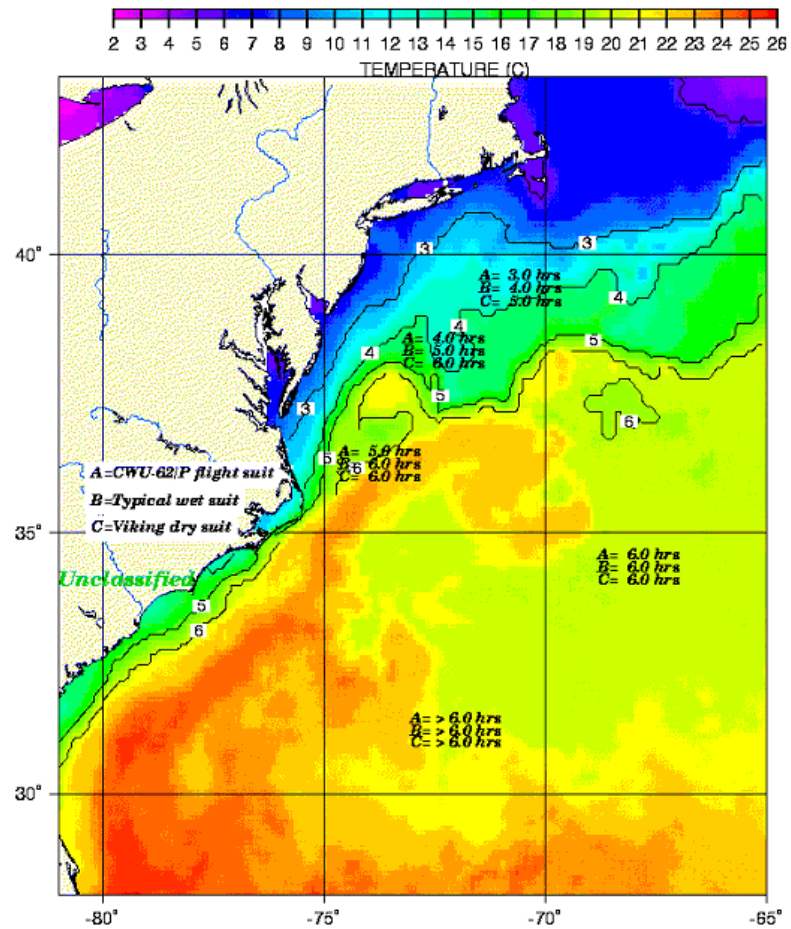 2 3 4 5 6 7 8 9 10 11 12 13 14 15 16 17 18 19 20 21 22 23 24 25 26
TEMPERATURE (C)
3
3
40°
A= 3.0 hrs
B= 4.0 hrs
C= 5.0 hrs
4
4
A= 4.0 hrs
B= 5.0 hrs
C= 6.0 hrs
5
4
5
3
6
A= 5.0 hrs
B= 6.0 hrs
C= 6.0 hrs
5
6
A=CWU-62/P flight suit
B=Typical wet suit
C=Viking dry suit
35°
A= 6.0 hrs
B= 6.0 hrs
C= 6.0 hrs
Unclassified
5
6
A= > 6.0 hrs
B= > 6.0 hrs
C= > 6.0 hrs
30°
-80° -75° -70° -65°